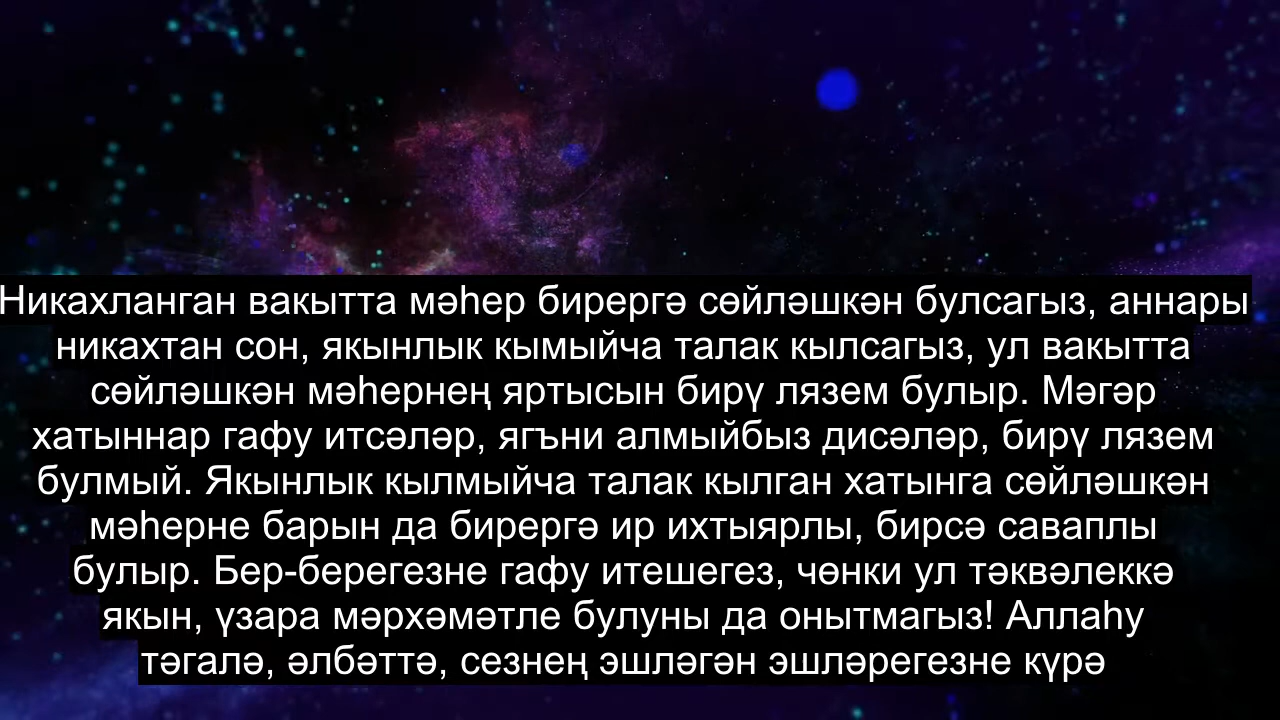 Никахланган вакытта мәһер бирергә сөйләшкән булсагыз, аннары
никахтан сон, якынлык кымыйча талак кылсагыз, ул вакытта
сөйләшкән мәһернең яртысын бирү лязем булыр. Мәгәр
хатыннар гафу итсәләр, ягъни алмыйбыз дисәләр, бирү лязем
булмый. Якынлык кылмыйча талак кылган хатынга сөйләшкән
мәһерне барын да бирергә ир ихтыярлы, бирсә саваплы
булыр. Бер-берегезне гафу итешегез, чөнки ул тәквәлеккә
якын, үзара мәрхәмәтле булуны да онытмагыз! Аллаһу
тәгалә, әлбәттә, сезнең эшләгән эшләрегезне күрә